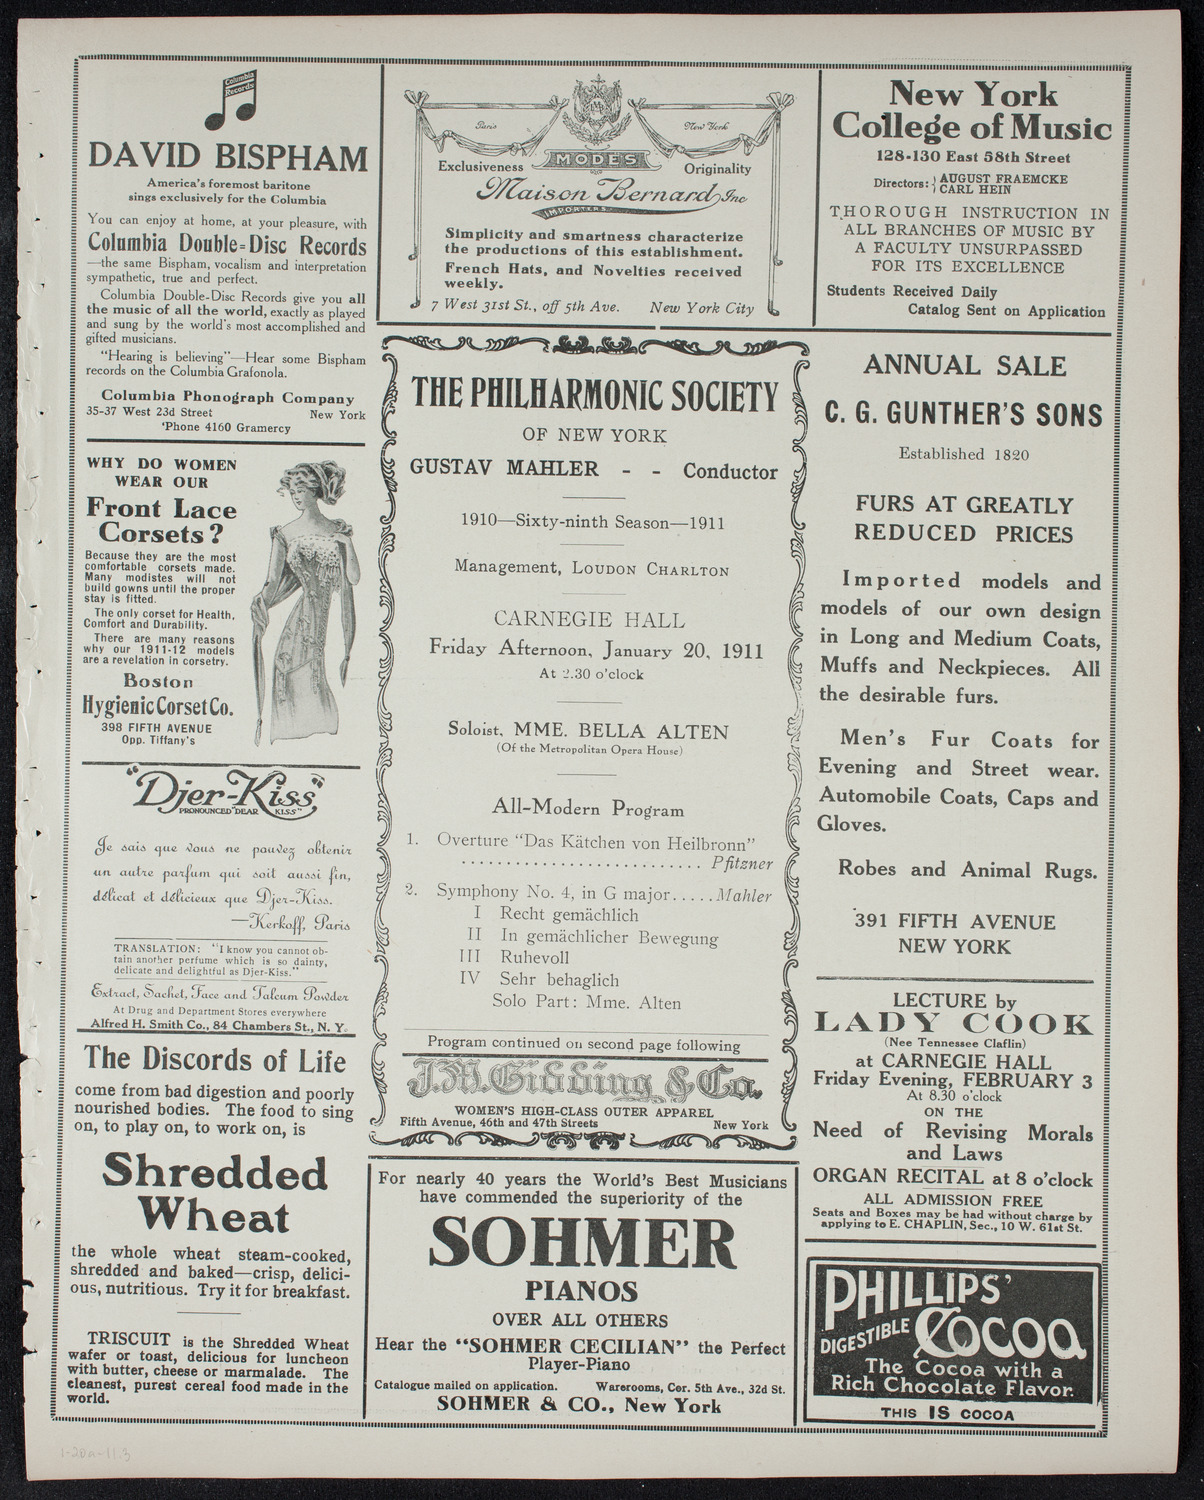 Columbia
Records
DAVID BISPHAM
America's foremost baritone
sings exclusively for the Columbia
You can enjoy at home, at your pleasure, with
Columbia Double=Disc Records
—the same Bispham, vocalism and interpretation
sympathetic, true and perfect.
Columbia Double-Disc Records give you all
the music of all the world, exactly as played
and sung by the world's most accomplished and
gifted musicians.
"Hearing is believing"—Hear some Bispham
records on the Columbia Grafonola.
Columbia Phonograph Company
35-37 West 23d Street New York
'Phone 4160 Gramercy
WHY DO WOMEN
WEAR OUR
Front Lace
Corsets?
Because they are the most
comfortable corsets made.
Many modistes will not
build gowns until the proper
stay is fitted.
The only corset for Health,
Comfort and Durability.
There are many reasons
why our 1911-12 models
are a revelation in corsetry.
Boston
Hygienic Corset Co.
398 FIFTH AVENUE
Opp. Tiffany's
"Djer-Kiss"
PRONOUNCED "DEAR KISS"
Je sais que vous ne pouvez obtenir
un autre parfum qui soit aussi fin,
délicat et délicieux que Djer-Kiss.
—Kerkoff, Paris
TRANSLATION: "I know you cannot ob-
tain another perfume which is so dainty,
delicate and delightful as Djer-Kiss."
Extract, Sachet, Face and Talcum Powder
At Drug and Department Stores everywhere
Alfred H. Smith Co., 84 Chambers St., N. Y.
The Discords of Life
come from bad digestion and poorly
nourished bodies. The food to sing
on, to play on, to work on, is
Shredded
Wheat
the whole wheat steam-cooked,
shredded and baked—crisp, delici-
ous, nutritious. Try it for breakfast.
TRISCUIT is the Shredded Wheat
wafer or toast, delicious for luncheon
with butter, cheese or marmalade. The
cleanest, purest cereal food made in the
world.
Paris New York
Exclusiveness MODES Originality
Maison Bernard Inc
IMPORTERS
Simplicity and smartness characterize
the productions of this establishment.
French Hats, and Novelties received
weekly.
7 West 31st St., off 5th Ave. New York City
THE PHILHARMONIC SOCIETY
OF NEW YORK
GUSTAV MAHLER - - Conductor
1910—Sixty-ninth Season—1911
Management, LOUDON CHARLTON
CARNEGIE HALL
Friday Afternoon, January 20, 1911
At 2.30 o'clock
Soloist, MME. BELLA ALTEN
(Of the Metropolitan Opera House)
All-Modern Program
1. Overture "Das Kätchen von Heilbronn"
.......................... Pfitzner
2. Symphony No. 4, in G major.....Mahler
I Recht gemächlich
II In gemächlicher Bewegung
III Ruhevoll
IV Sehr behaglich
Solo Part: Mme. Alten
Program continued on second page following
J.M. Gidding & Co.
WOMEN'S HIGH-CLASS OUTER APPAREL
Fifth Avenue, 46th and 47th Streets New York
For nearly 40 years the World's Best Musicians
have commended the superiority of the
SOHMER
PIANOS
OVER ALL OTHERS
Hear the "SOHMER CECILIAN" the Perfect
Player-Piano
Catalogue mailed on application. Warerooms, Cor. 5th Ave., 32d St.
SOHMER & CO., New York
New York
College of Music
128-130 East 58th Street
Directors: } AUGUST FRAEMCKE
CARL HEIN
THOROUGH INSTRUCTION IN
ALL BRANCHES OF MUSIC BY
A FACULTY UNSURPASSED
FOR ITS EXCELLENCE
Students Received Daily
Catalog Sent on Application
ANNUAL SALE
C. G. GUNTHER'S SONS
Established 1820
FURS AT GREATLY
REDUCED PRICES
Imported models and
models of our own design
in Long and Medium Coats,
Muffs and Neckpieces. All
the desirable furs.
Men's Fur Coats for
Evening and Street wear.
Automobile Coats, Caps and
Gloves.
Robes and Animal Rugs.
391 FIFTH AVENUE
NEW YORK
LECTURE by
LADY COOK
(Nee Tennessee Claflin)
at CARNEGIE HALL
Friday Evening, FEBRUARY 3
At 8.30 o'clock
ON THE
Need of Revising Morals
and Laws
ORGAN RECITAL at 8 o'clock
ALL ADMISSION FREE
Seats and Boxes may be had without charge by
applying to E. CHAPLIN, Sec., 10 W. 61st St.
PHILLIPS'
DIGESTIBLE COCOA
The Cocoa with a
Rich Chocolate Flavor.
THIS IS COCOA
1-20a-11.3